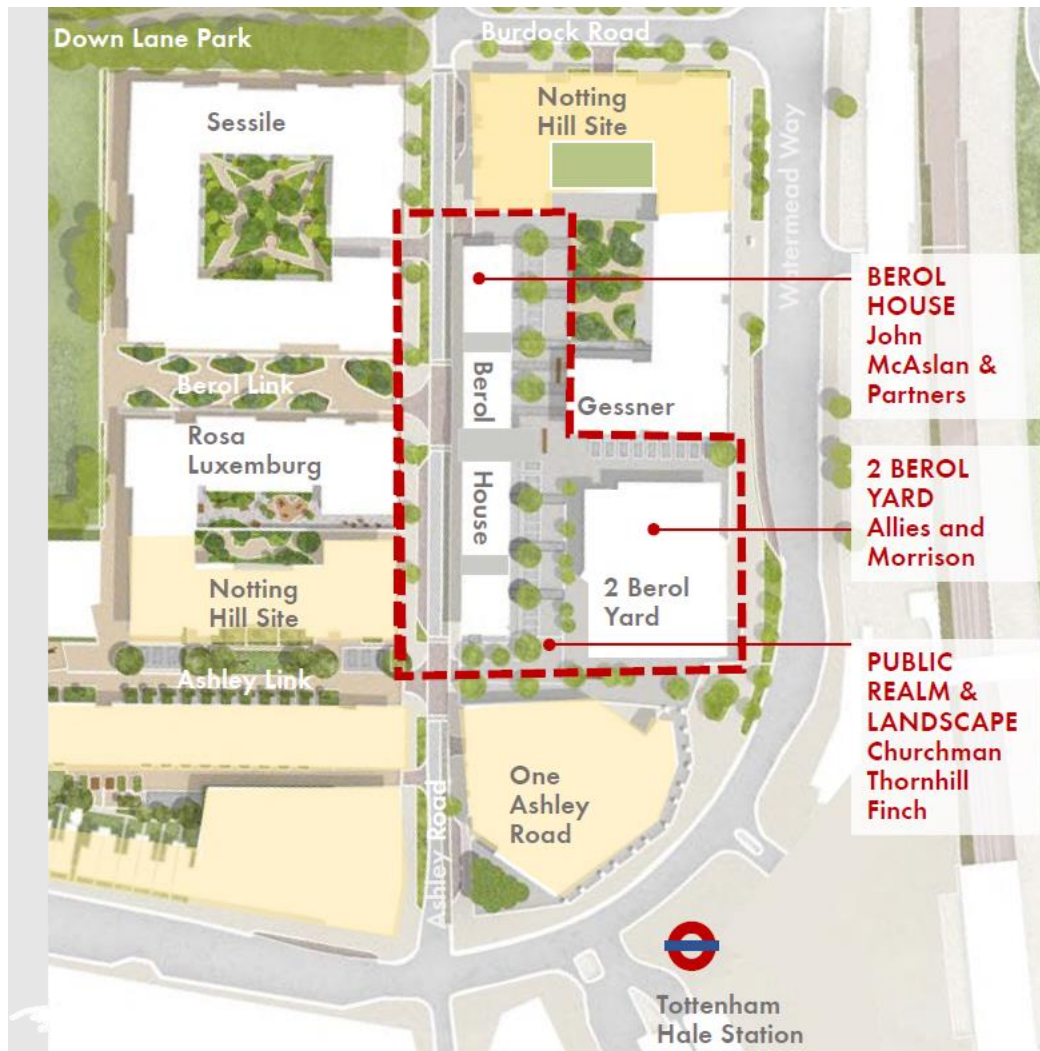 Down Lane Park
Burdock Road
Sessile
Notting
Hill Site
Watermead Way
BEROL
HOUSE
John
McAslan &
Partners
Berol
House
Berol Link
Gessner
Rosa
Luxemburg
2 BEROL
YARD
Allies and
Morrison
Notting
Hill Site
2 Berol
Yard
Ashley Link
PUBLIC
REALM &
LANDSCAPE
Churchman
Thornhill
Finch
One
Ashley
Road
Ashley Road
Tottenham
Hale Station